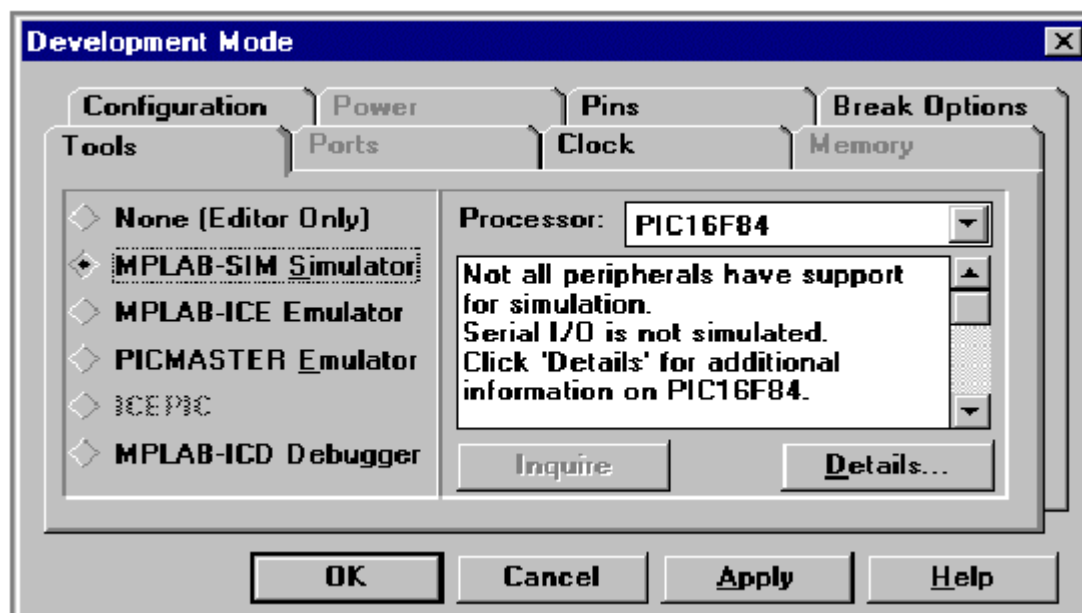 Development Mode
Configuration Power Pins Break Options
Tools Ports Clock Memory
None (Editor Only)
MPLAB-SIM Simulator
MPLAB-ICE Emulator
PICMASTER Emulator
ICEPIC
MPLAB-ICD Debugger
Processor: PIC16F84
Not all peripherals have support
for simulation.
Serial I/O is not simulated.
Click 'Details' for additional
information on PIC16F84.
Inquire Details...
OK Cancel Apply Help